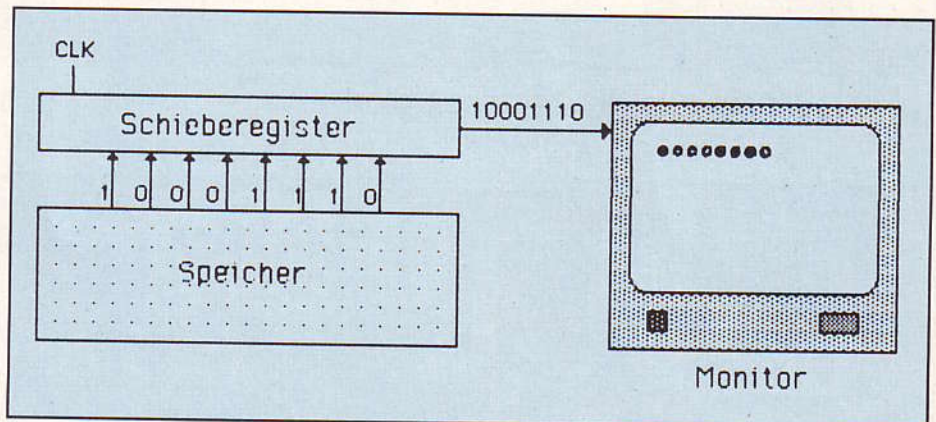 CLK
Schieberegister
10001110
1 0 0 0 1 1 1 0
Speicher
Monitor